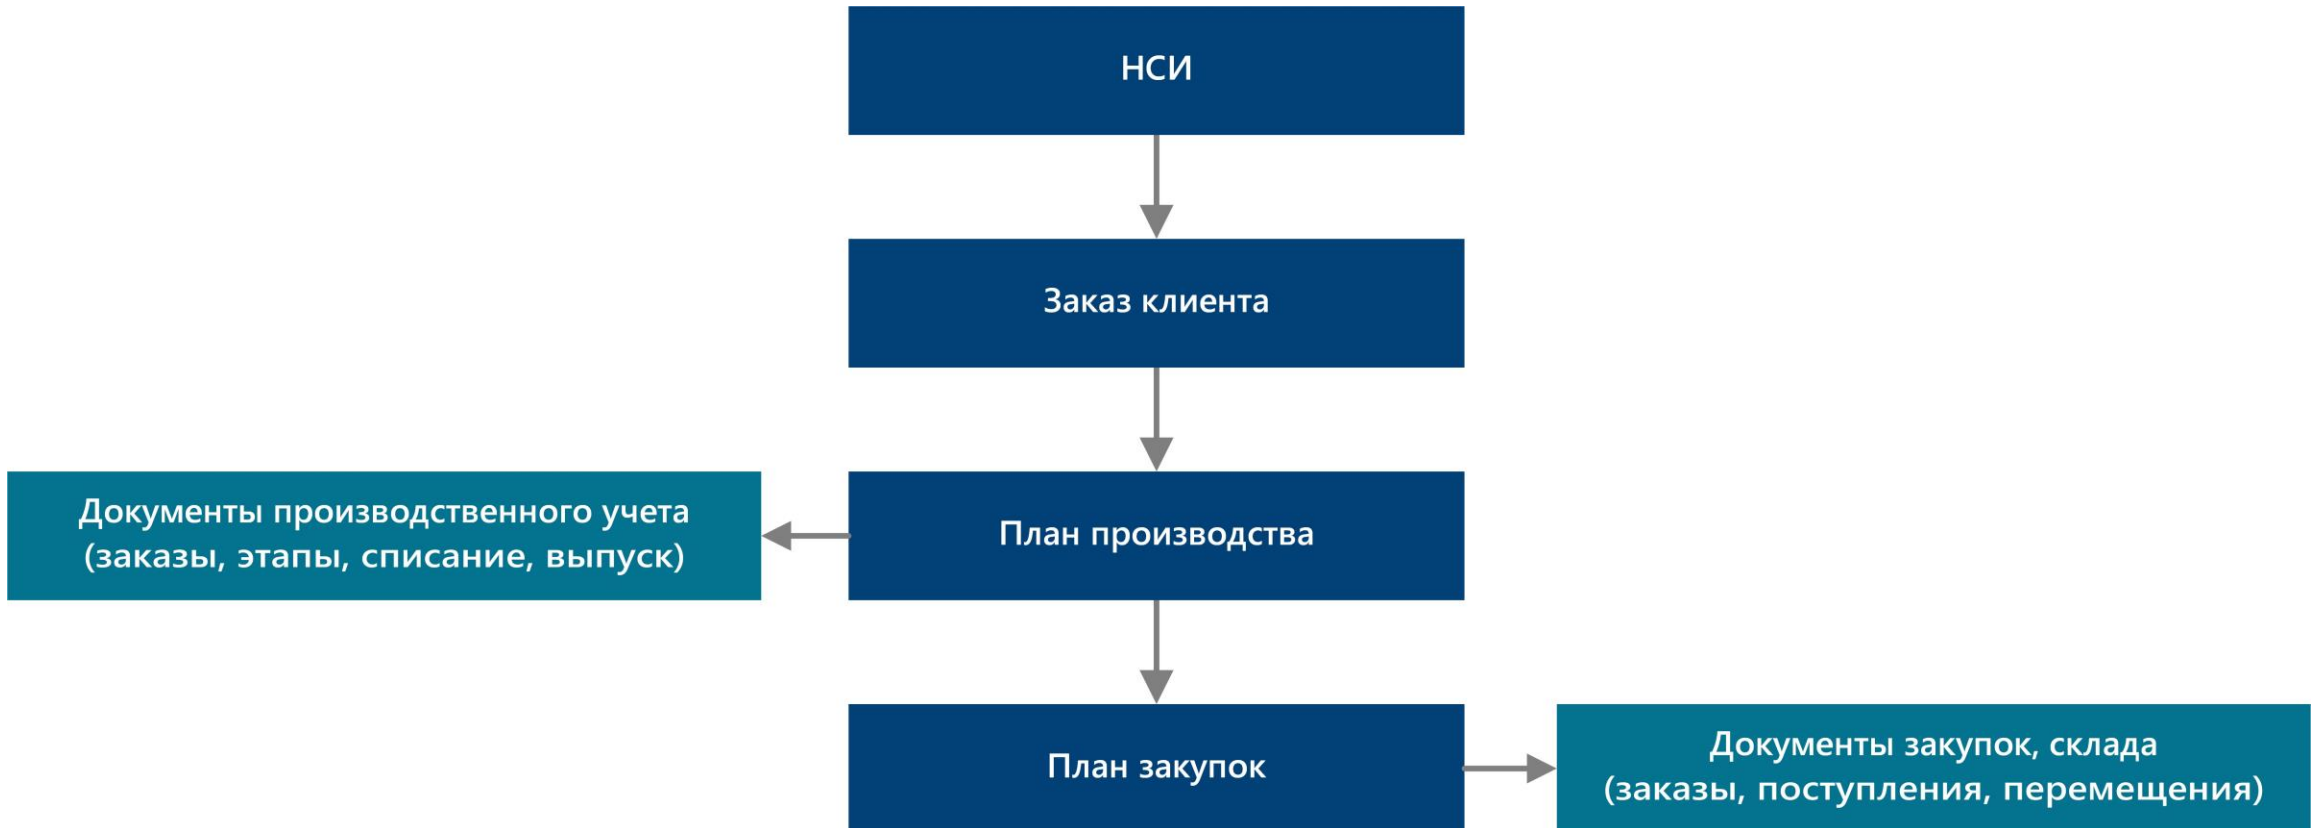 НСИ
Заказ клиента
Документы производственного учета
(заказы, этапы, списание, выпуск)
План производства
План закупок
Документы закупок, склада
(заказы, поступления, перемещения)